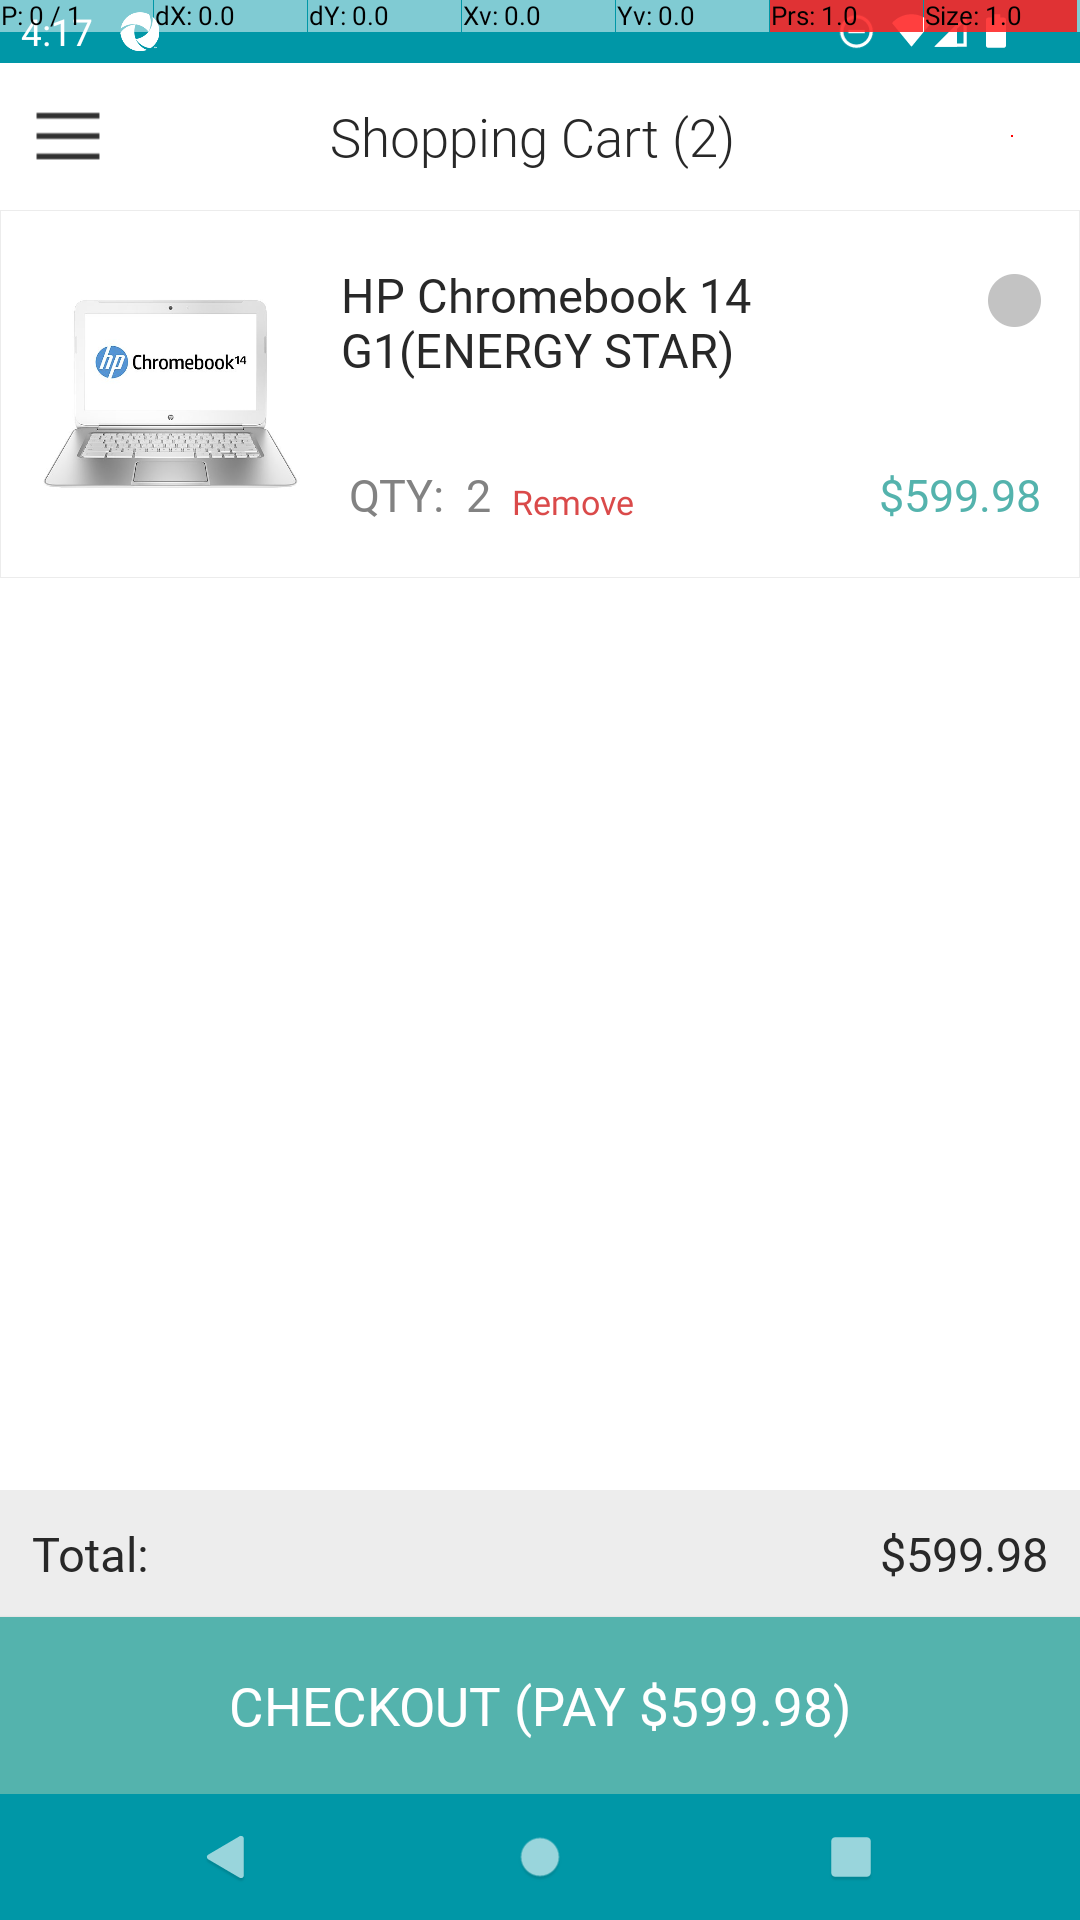 P: 0 / 1 dX: 0.0 dY: 0.0 Xv: 0.0 Yv: 0.0 Prs: 1.0 Size: 1.0
4:17
Shopping Cart (2)
HP Chromebook 14
G1(ENERGY STAR)
hp Chromebook14
QTY: 2 Remove $599.98
Total: $599.98
CHECKOUT (PAY $599.98)